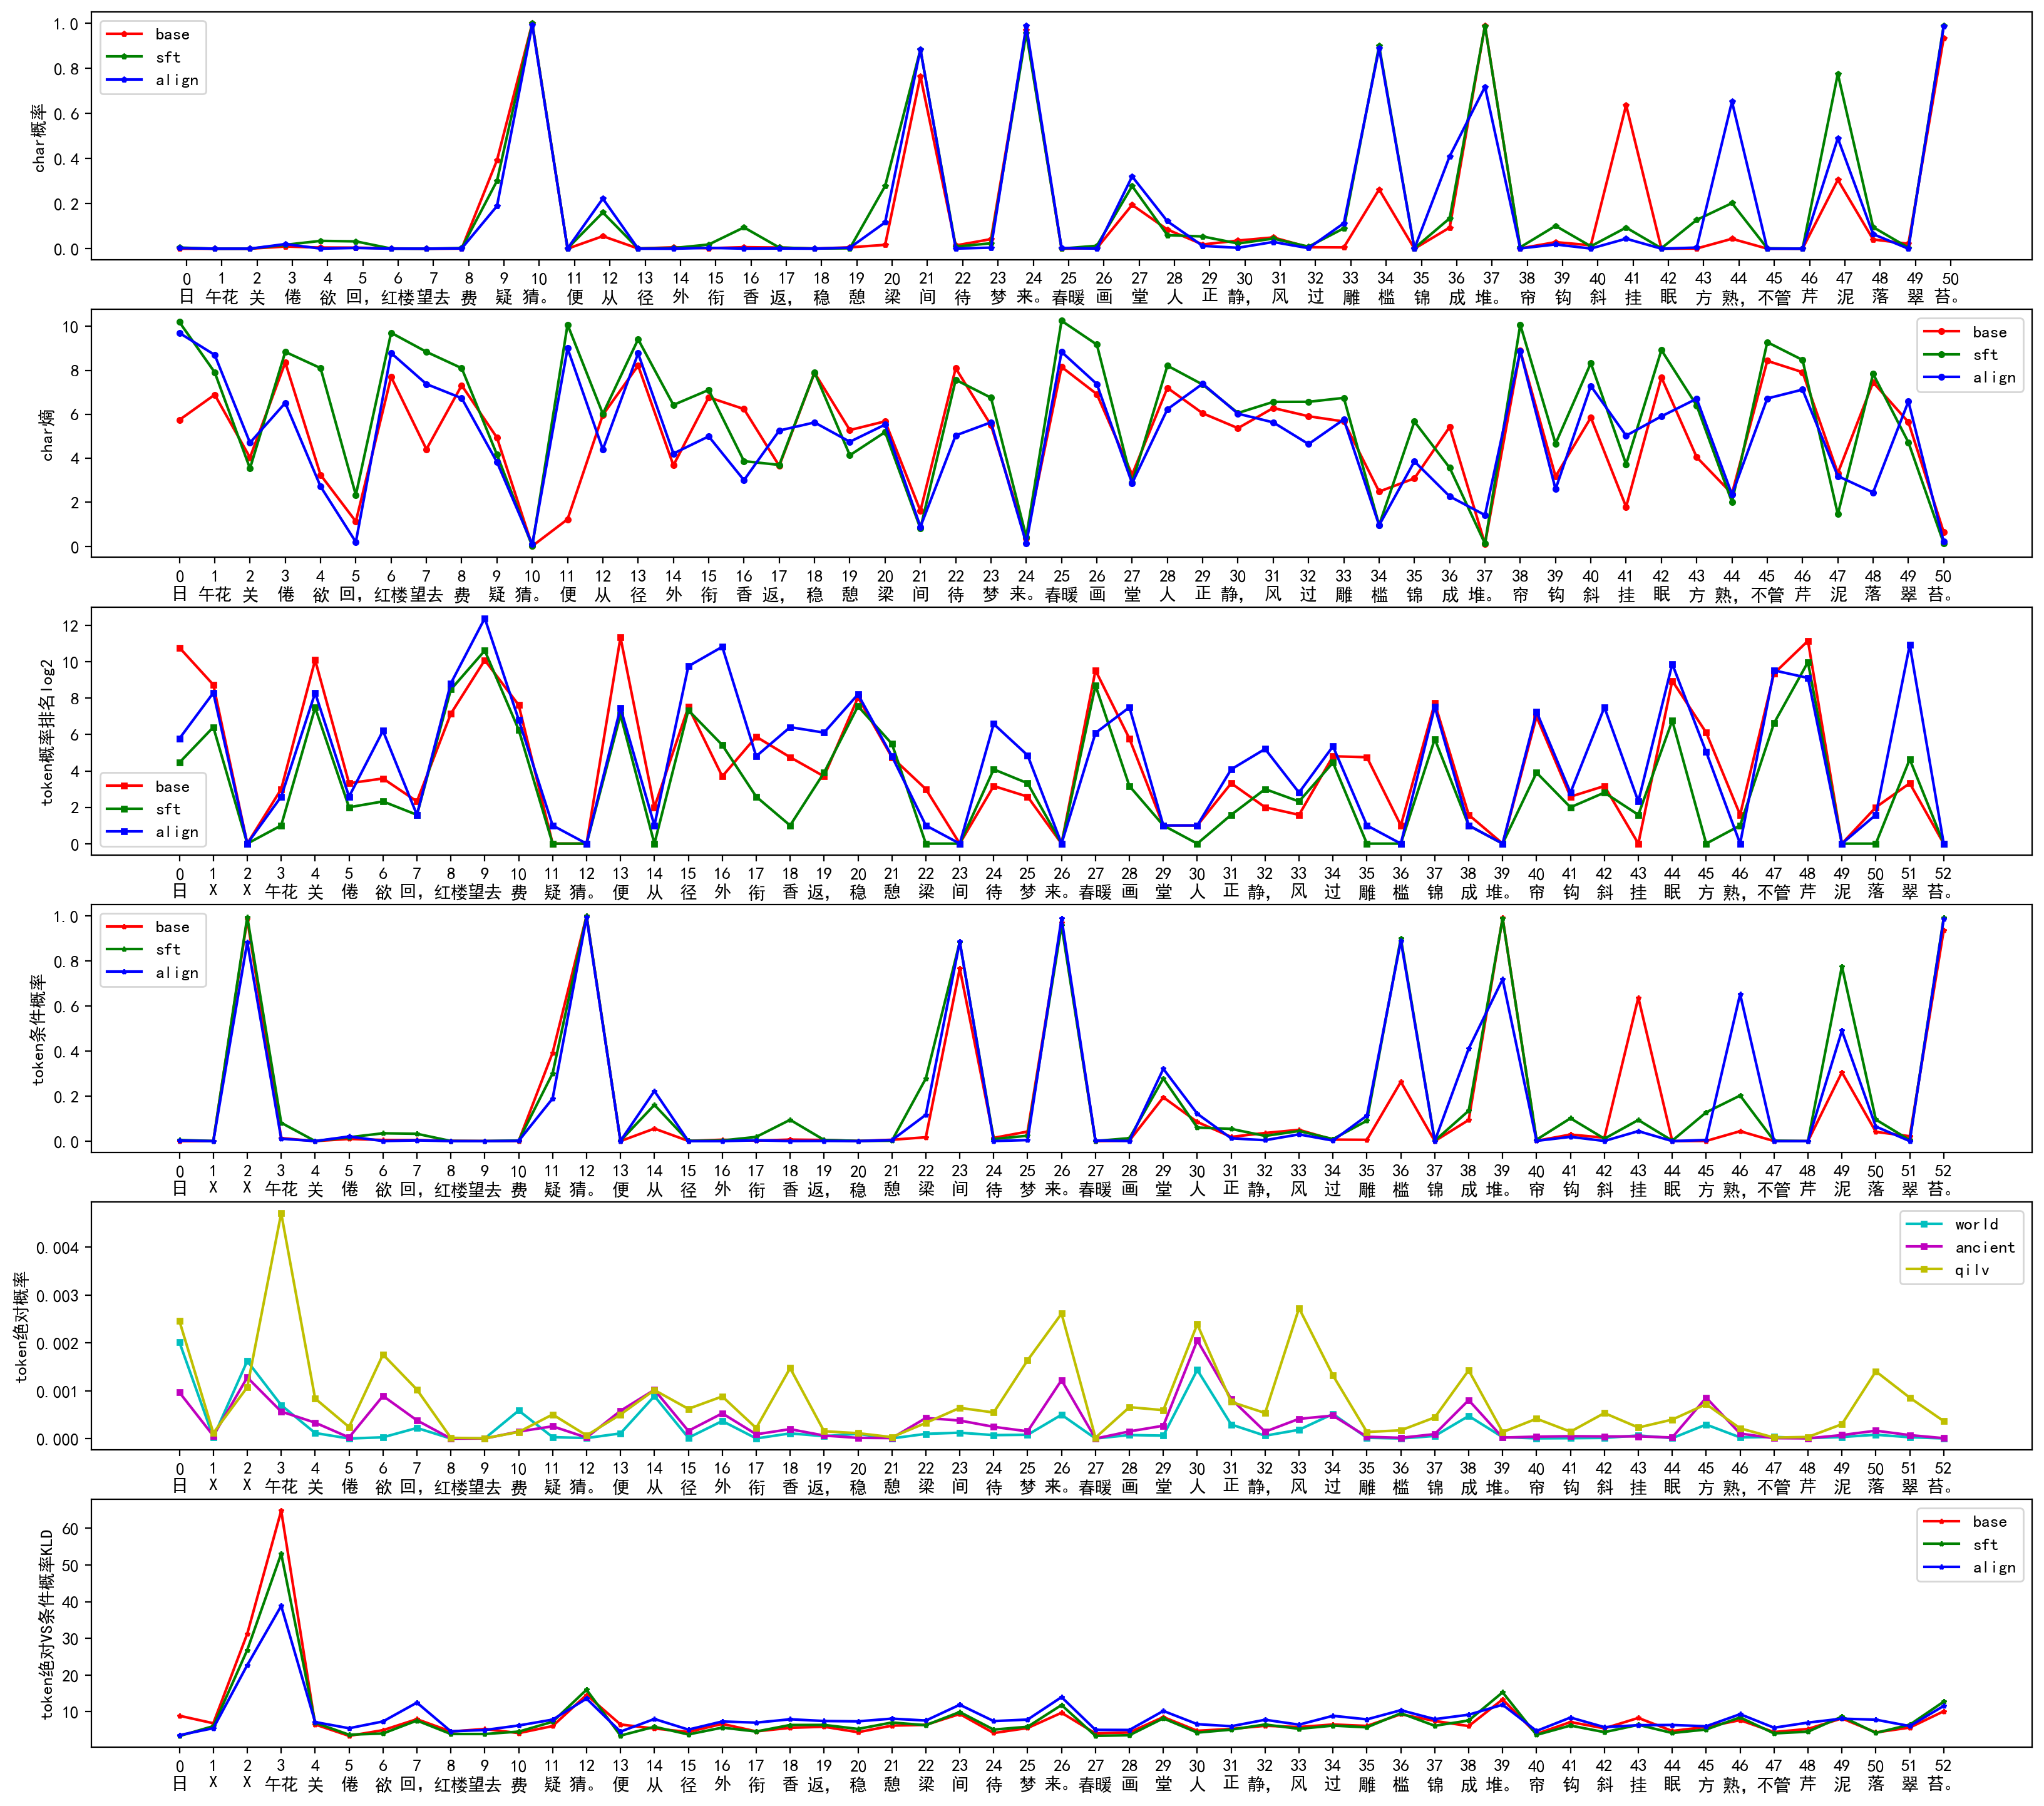 char概率
1.0
0.8
0.6
0.4
0.2
0.0
base
sft
align
0 1 2 3 4 5 6 7 8 9 10 11 12 13 14 15 16 17 18 19 20 21 22 23 24 25 26 27 28 29 30 31 32 33 34 35 36 37 38 39 40 41 42 43 44 45 46 47 48 49 50
日 午花 关 倦 欲 回, 红楼 望去 费 疑 猜。 便 从 径 外 衔 香 返, 稳 憩 梁 间 待 梦 来。 春暖 画 堂 人 正 静, 风 过 雕 槛 锦 成 堆。 帘 钩 斜 挂 眠 方 熟, 不管 芹 泥 落 翠 苔。
char熵
10
8
6
4
2
0
base
sft
align
0 1 2 3 4 5 6 7 8 9 10 11 12 13 14 15 16 17 18 19 20 21 22 23 24 25 26 27 28 29 30 31 32 33 34 35 36 37 38 39 40 41 42 43 44 45 46 47 48 49 50
日 午花 关 倦 欲 回, 红楼 望去 费 疑 猜。 便 从 径 外 衔 香 返, 稳 憩 梁 间 待 梦 来。 春暖 画 堂 人 正 静, 风 过 雕 槛 锦 成 堆。 帘 钩 斜 挂 眠 方 熟, 不管 芹 泥 落 翠 苔。
token概率排名log2
12
10
8
6
4
2
0
base
sft
align
0 1 2 3 4 5 6 7 8 9 10 11 12 13 14 15 16 17 18 19 20 21 22 23 24 25 26 27 28 29 30 31 32 33 34 35 36 37 38 39 40 41 42 43 44 45 46 47 48 49 50 51 52
日 X X 午花 关 倦 欲 回, 红楼 望去 费 疑 猜。 便 从 径 外 衔 香 返, 稳 憩 梁 间 待 梦 来。 春暖 画 堂 人 正 静, 风 过 雕 槛 锦 成 堆。 帘 钩 斜 挂 眠 方 熟, 不管 芹 泥 落 翠 苔。
token条件概率
1.0
0.8
0.6
0.4
0.2
0.0
base
sft
align
0 1 2 3 4 5 6 7 8 9 10 11 12 13 14 15 16 17 18 19 20 21 22 23 24 25 26 27 28 29 30 31 32 33 34 35 36 37 38 39 40 41 42 43 44 45 46 47 48 49 50 51 52
日 X X 午花 关 倦 欲 回, 红楼 望去 费 疑 猜。 便 从 径 外 衔 香 返, 稳 憩 梁 间 待 梦 来。 春暖 画 堂 人 正 静, 风 过 雕 槛 锦 成 堆。 帘 钩 斜 挂 眠 方 熟, 不管 芹 泥 落 翠 苔。
token绝对概率
0.004
0.003
0.002
0.001
0.000
world
ancient
qilv
0 1 2 3 4 5 6 7 8 9 10 11 12 13 14 15 16 17 18 19 20 21 22 23 24 25 26 27 28 29 30 31 32 33 34 35 36 37 38 39 40 41 42 43 44 45 46 47 48 49 50 51 52
日 X X 午花 关 倦 欲 回, 红楼 望去 费 疑 猜。 便 从 径 外 衔 香 返, 稳 憩 梁 间 待 梦 来。 春暖 画 堂 人 正 静, 风 过 雕 槛 锦 成 堆。 帘 钩 斜 挂 眠 方 熟, 不管 芹 泥 落 翠 苔。
token绝对VS条件概率KLD
60
50
40
30
20
10
base
sft
align
0 1 2 3 4 5 6 7 8 9 10 11 12 13 14 15 16 17 18 19 20 21 22 23 24 25 26 27 28 29 30 31 32 33 34 35 36 37 38 39 40 41 42 43 44 45 46 47 48 49 50 51 52
日 X X 午花 关 倦 欲 回, 红楼 望去 费 疑 猜。 便 从 径 外 衔 香 返, 稳 憩 梁 间 待 梦 来。 春暖 画 堂 人 正 静, 风 过 雕 槛 锦 成 堆。 帘 钩 斜 挂 眠 方 熟, 不管 芹 泥 落 翠 苔。